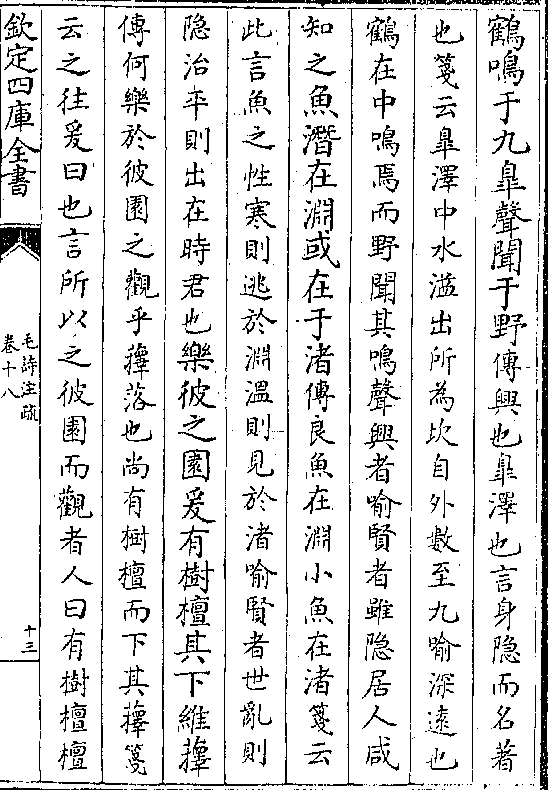 鶴鳴于九臯聲聞于野傳興也臯澤也言身隐而名著
也箋云臯澤中水溢出所為坎自外數至九喻深遠也
鶴在中鳴焉而野聞其鳴聲興者喻賢者雖隐居人咸
知之魚潛在淵或在于渚傳良魚在淵小魚在渚箋云
此言魚之性寒則逃於淵温則見於渚喻賢者世亂則
隐治平則出在時君也樂彼之園爰有樹檀其下維蘀
傳何樂於彼園之觀乎蘀落也尚有樹檀而下其蘀箋
云之往爰曰也言所以之彼園而觀者人曰有樹檀檀
欽定四庫全書
毛詩注疏
卷十八
十三